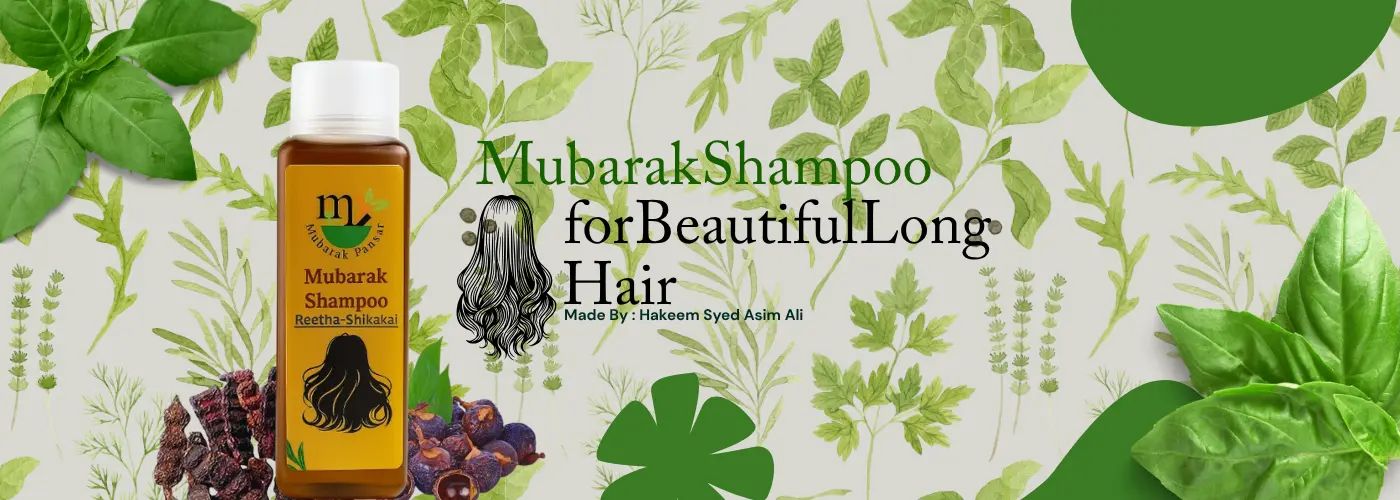 m
Mubarak Pansar
Mubarak
Shampoo
Reetha-Shikakai
MubarakShampoo
forBeautifulLong
Hair
Made By : Hakeem Syed Asim Ali